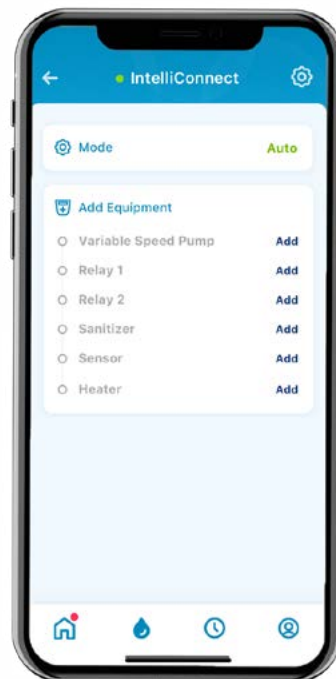 IntelliConnect
Mode Auto
Add Equipment
Variable Speed Pump Add
Relay 1 Add
Relay 2 Add
Sanitizer Add
Sensor Add
Heater Add